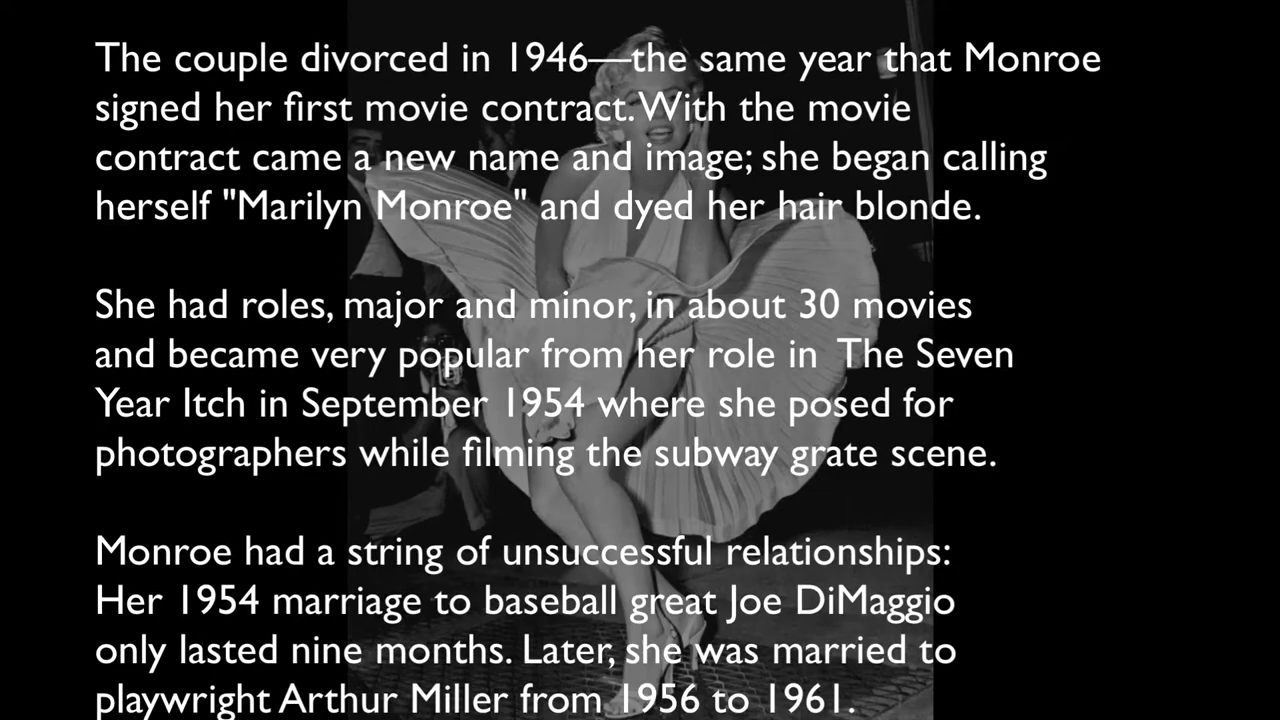 The couple divorced in 1946—the same year that Monroe
signed her first movie contract. With the movie
contract came a new name and image; she began calling
herself "Marilyn Monroe" and dyed her hair blonde.
She had roles, major and minor, in about 30 movies
and became very popular from her role in  The Seven
Year Itch in September 1954 where she posed for
photographers while filming the subway grate scene.
Monroe had a string of unsuccessful relationships:
Her 1954 marriage to baseball great Joe DiMaggio
only lasted nine months. Later, she was married to
playwright Arthur Miller from 1956 to 1961.